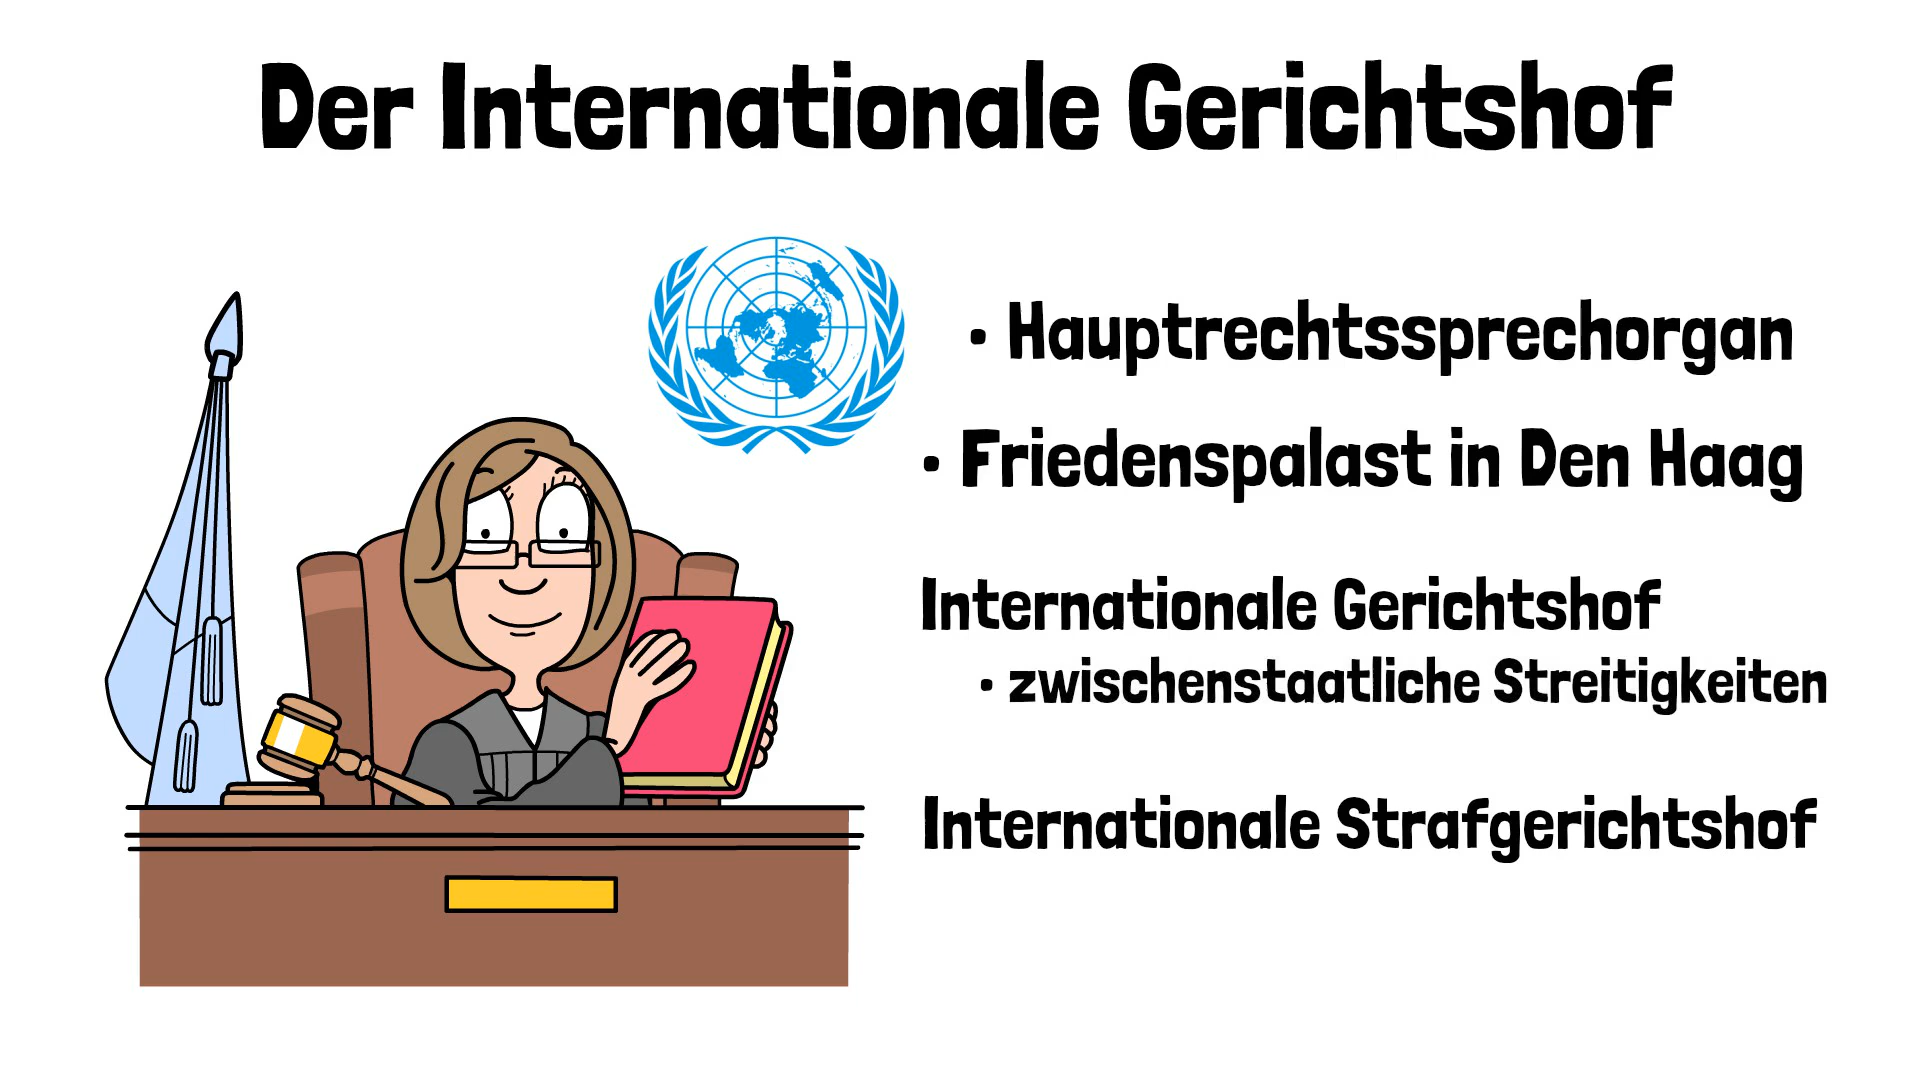 Der Internationale Gerichtshof
• Hauptrechtssprechorgan
• Friedenspalast in Den Haag
Internationale Gerichtshof
• zwischenstaatliche Streitigkeiten
Internationale Strafgerichtshof